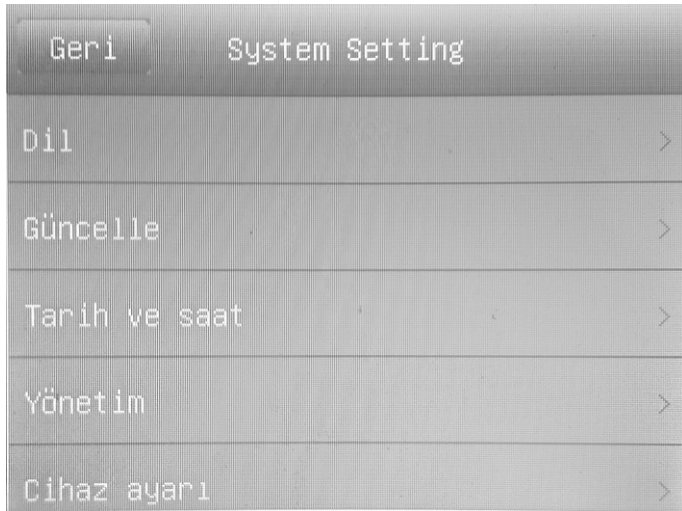 Geri
System Setting
Dil
Güncelle
Tarih ve saat
Yönetim
Cihaz ayarı